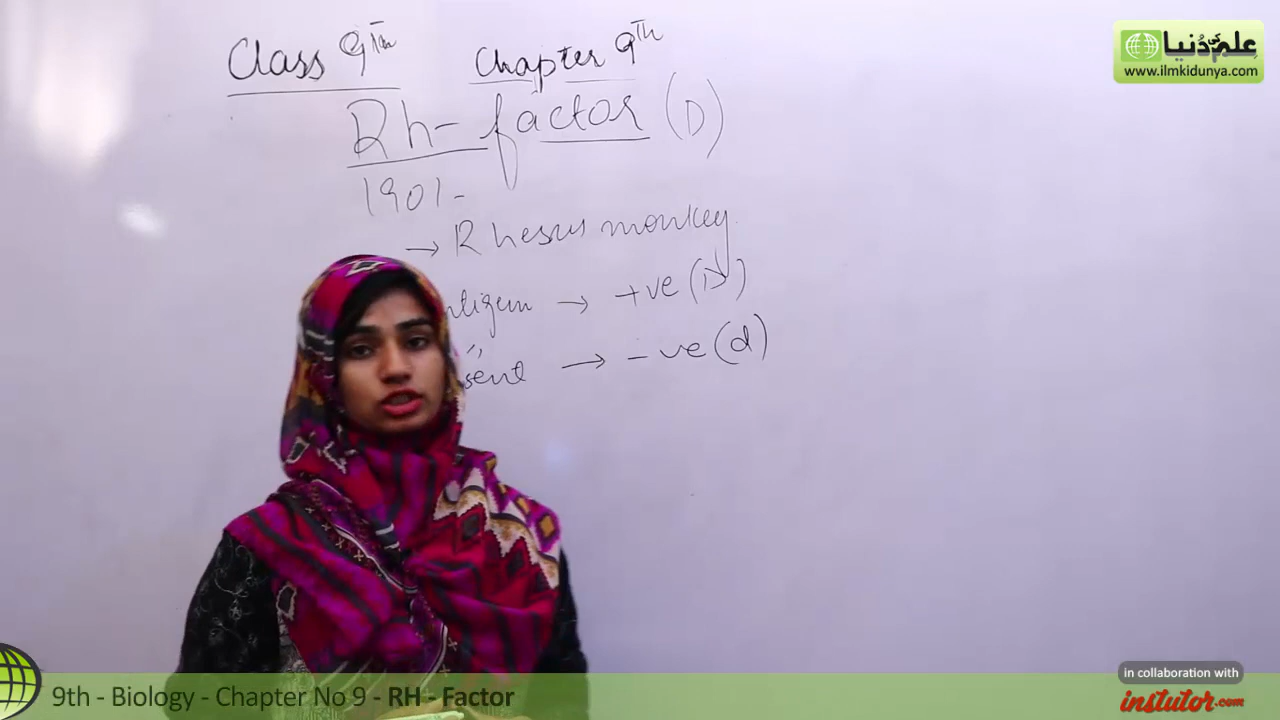 Class 9th Chapter 9th
Rh-factor (D)
1901-
→ Rhesus monkey
→ +ve (D)
"
→ -ve (d)
علم کی دنیا
www.ilmkidunya.com
9th - Biology - Chapter No 9 - RH - Factor
in collaboration with
instutor.com